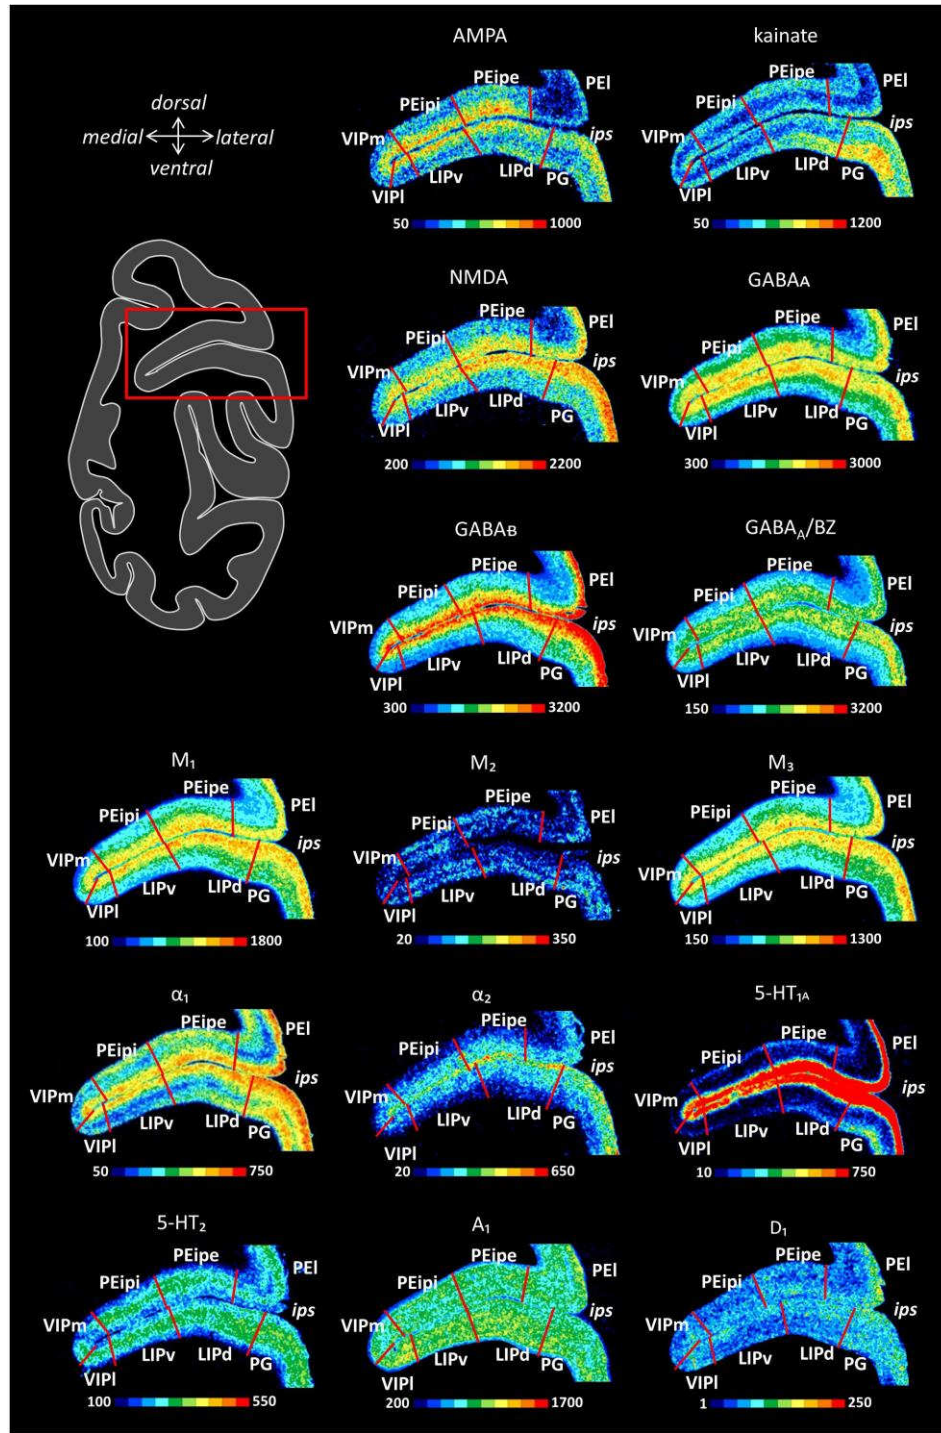 AMPA
kainate
dorsal
medial lateral
ventral
PEipe
PEl
PEipi
VIPm
ips
LIPd
LIPv
PG
VIPl
50 1000
PEipe
PEl
PEipi
VIPm
ips
LIPd
LIPv
PG
VIPl
50 1200
NMDA
GABAA
PEipe
PEl
PEipi
ips
VIPm
LIPd
LIPv
PG
VIPl
200 2200
PEipe
PEl
PEipi
ips
VIPm
LIPd
LIPv
PG
VIPl
300 3000
GABAB
GABAA/BZ
PEipe
PEl
PEipi
ips
VIPm
LIPv
LIPd
PG
VIPl
300 3200
PEipe
PEl
PEipi
ips
VIPm
LIPv
LIPd
PG
VIPl
150 3200
M₁
M₂
M₃
PEipe
PEl
PEipi
ips
VIPm
LIPv
LIPd
PG
VIPl
100 1800
PEipe
PEl
PEipi
ips
VIPm
LIPv
LIPd
PG
VIPl
20 350
PEipe
PEl
PEipi
ips
VIPm
LIPv
LIPd
PG
VIPl
150 1300
α₁
α₂
5-HT₁A
PEipe
PEl
PEipi
ips
VIPm
LIPv
LIPd
PG
VIPl
50 750
PEipe
PEl
PEipi
ips
VIPm
LIPv
LIPd
PG
VIPl
20 650
PEipe
PEl
PEipi
ips
VIPm
LIPv
LIPd
PG
VIPl
10 750
5-HT₂
A₁
D₁
PEipe
PEl
PEipi
ips
VIPm
LIPv
LIPd
PG
VIPl
100 550
PEipe
PEl
PEipi
ips
VIPm
LIPv
LIPd
PG
VIPl
200 1700
PEipe
PEl
PEipi
ips
VIPm
LIPv
LIPd
PG
VIPl
1 250